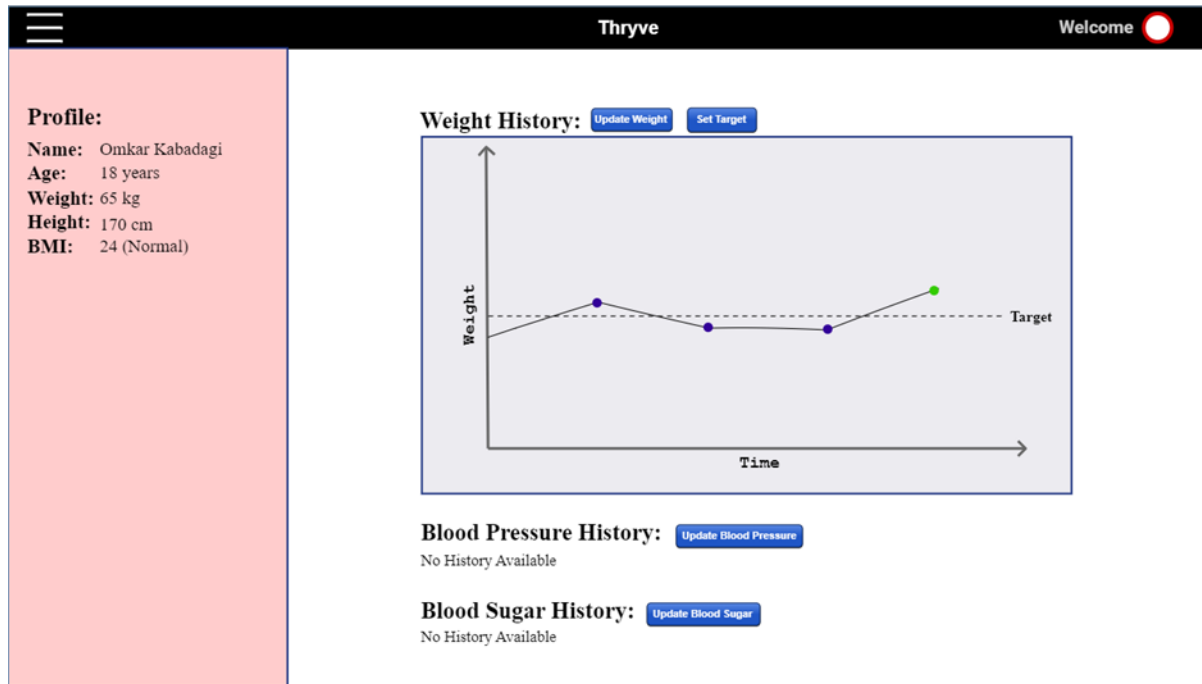 Thryve
Welcome
Profile:
Name: Omkar Kabadagi
Age: 18 years
Weight: 65 kg
Height: 170 cm
BMI: 24 (Normal)
Weight History: Update Weight Set Target
Weight
Target
Time
Blood Pressure History: Update Blood Pressure
No History Available
Blood Sugar History: Update Blood Sugar
No History Available